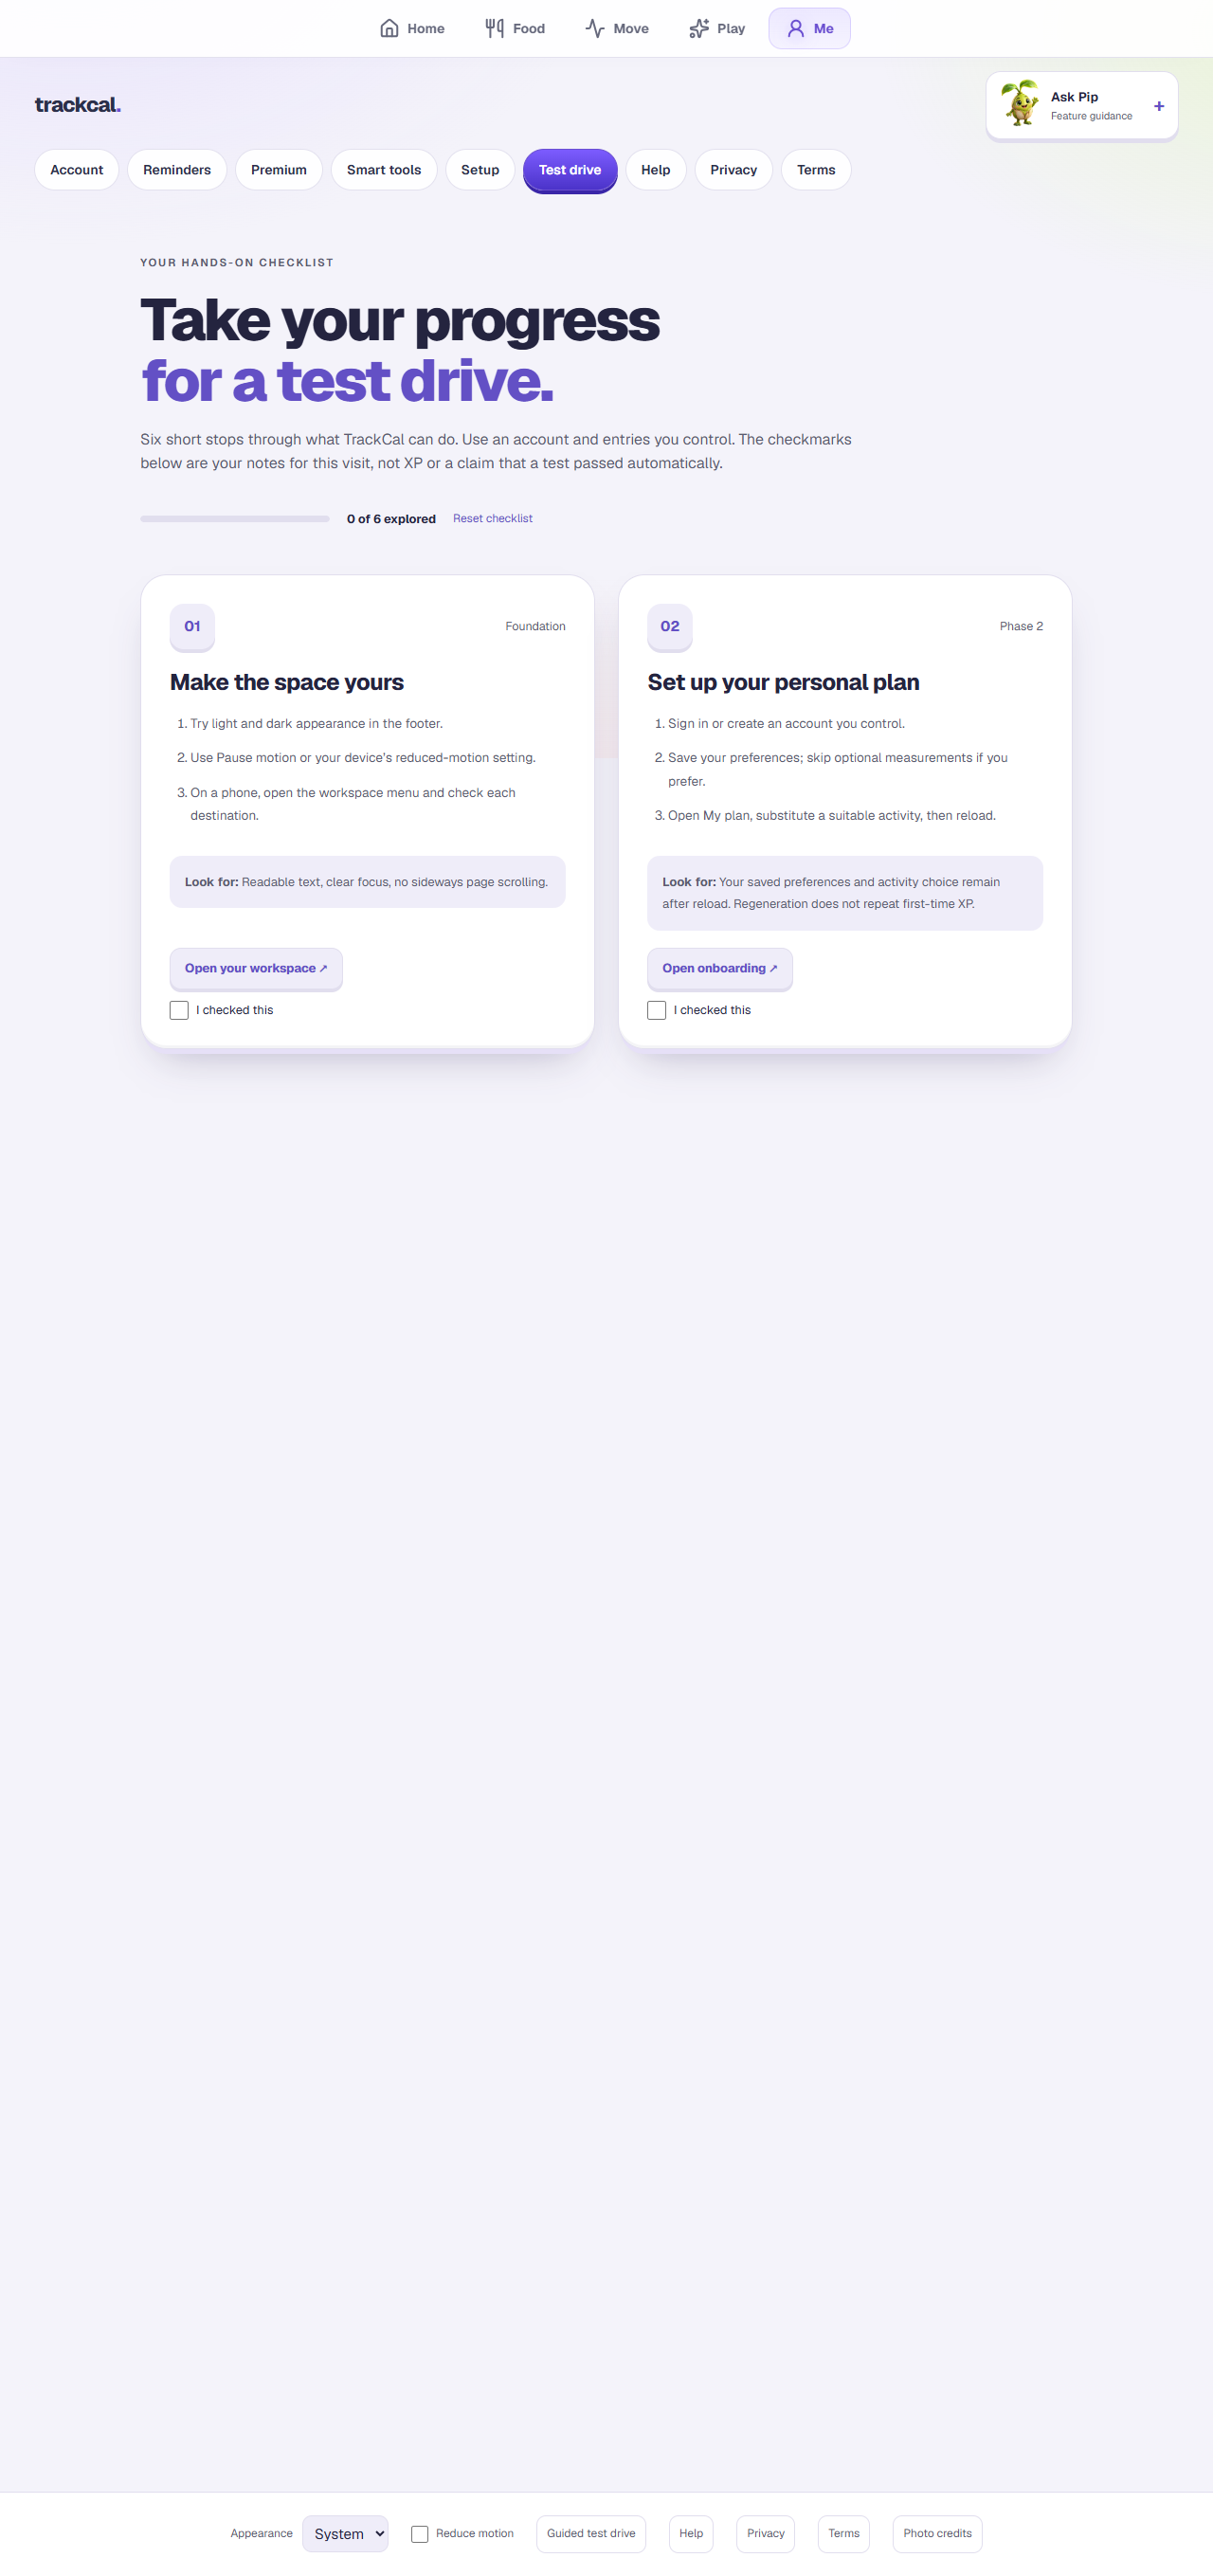 Home
Food
Move
Play
Me
trackcal.
Ask Pip
Feature guidance
+
Account
Reminders
Premium
Smart tools
Setup
Test drive
Help
Privacy
Terms
YOUR HANDS-ON CHECKLIST
Take your progress
for a test drive.
Six short stops through what TrackCal can do. Use an account and entries you control. The checkmarks
below are your notes for this visit, not XP or a claim that a test passed automatically.
0 of 6 explored
Reset checklist
01
Foundation
Make the space yours
1. Try light and dark appearance in the footer.
2. Use Pause motion or your device's reduced-motion setting.
3. On a phone, open the workspace menu and check each
destination.
Look for: Readable text, clear focus, no sideways page scrolling.
Open your workspace ↗
I checked this
02
Phase 2
Set up your personal plan
1. Sign in or create an account you control.
2. Save your preferences; skip optional measurements if you
prefer.
3. Open My plan, substitute a suitable activity, then reload.
Look for: Your saved preferences and activity choice remain
after reload. Regeneration does not repeat first-time XP.
Open onboarding ↗
I checked this
Appearance
System
Reduce motion
Guided test drive
Help
Privacy
Terms
Photo credits